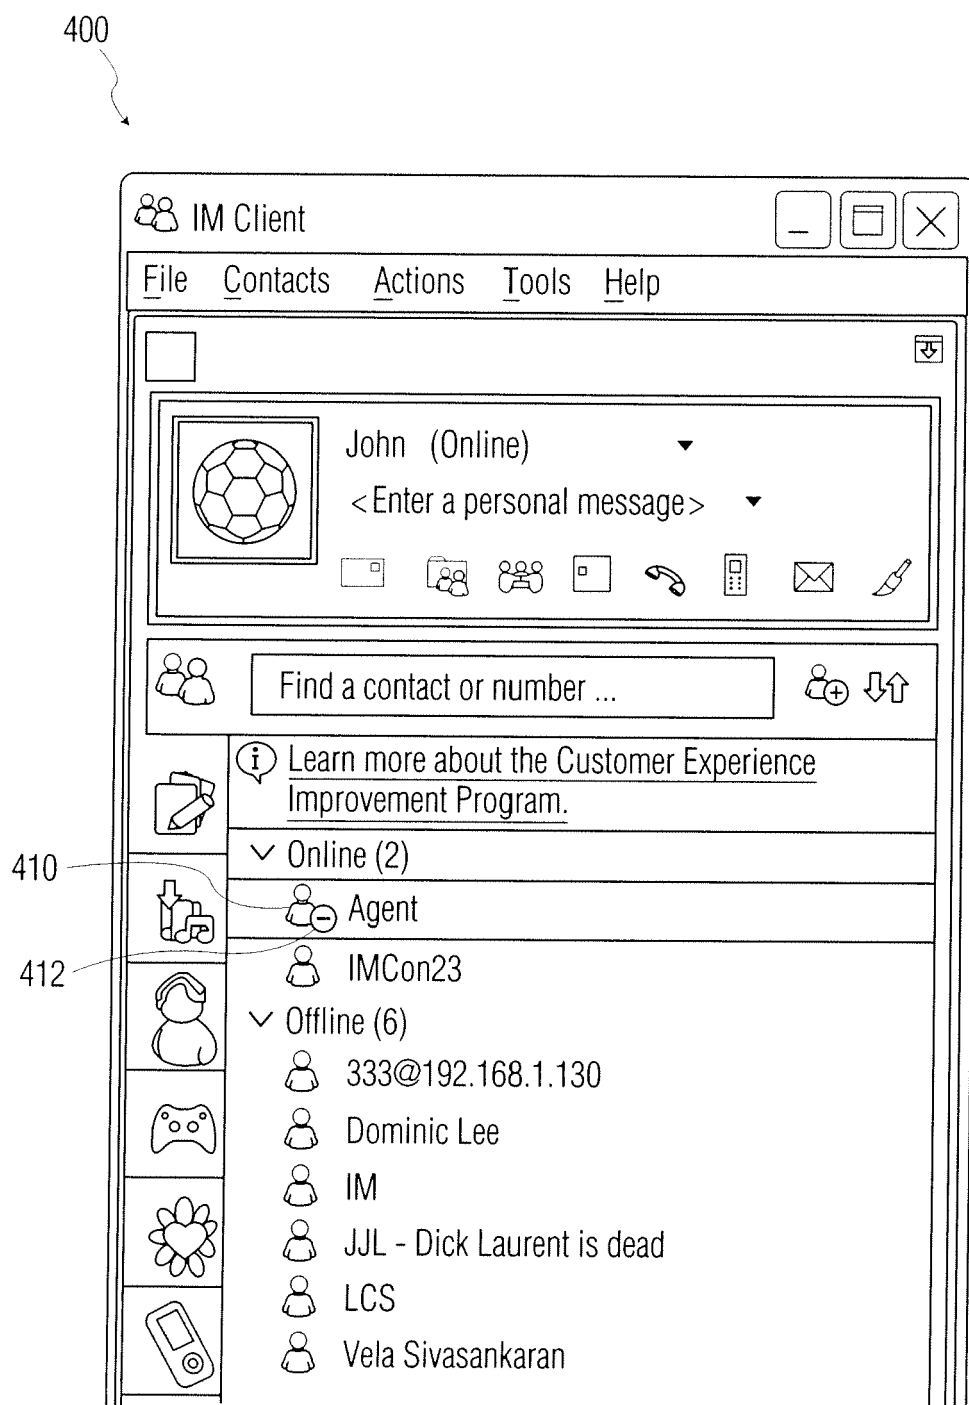 400
IM Client
File Contacts Actions Tools Help
John (Online)
<Enter a personal message>
Find a contact or number ...
Learn more about the Customer Experience
Improvement Program.
Online (2)
410
Agent
412
IMCon23
Offline (6)
333@192.168.1.130
Dominic Lee
IM
JJL - Dick Laurent is dead
LCS
Vela Sivasankaran